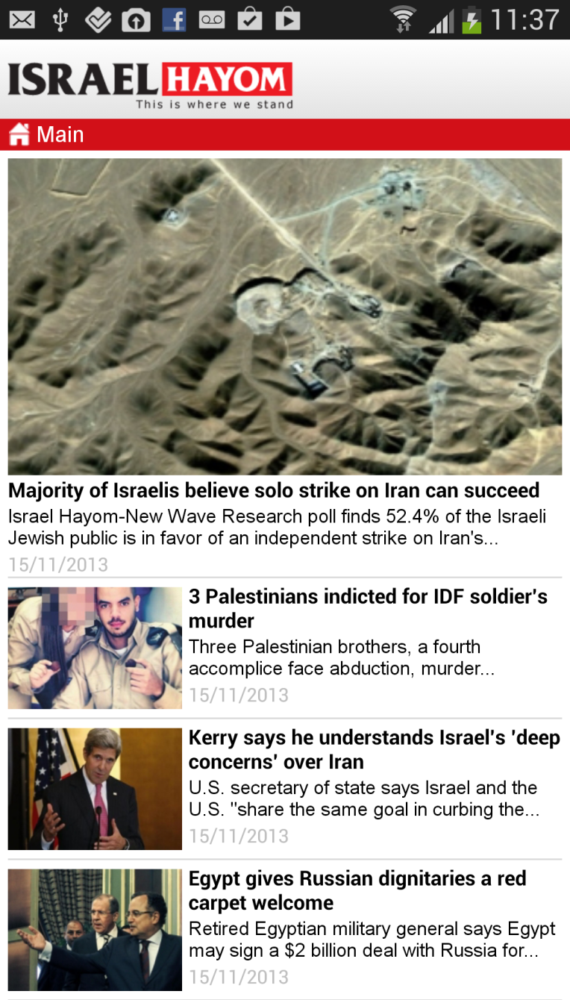 11:37
ISRAEL HAYOM
This is where we stand
Main
Majority of Israelis believe solo strike on Iran can succeed
Israel Hayom-New Wave Research poll finds 52.4% of the Israeli
Jewish public is in favor of an independent strike on Iran's...
15/11/2013
3 Palestinians indicted for IDF soldier's
murder
Three Palestinian brothers, a fourth
accomplice face abduction, murder...
15/11/2013
Kerry says he understands Israel's 'deep
concerns' over Iran
U.S. secretary of state says Israel and the
U.S. "share the same goal in curbing the...
15/11/2013
Egypt gives Russian dignitaries a red
carpet welcome
Retired Egyptian military general says Egypt
may sign a $2 billion deal with Russia for...
15/11/2013